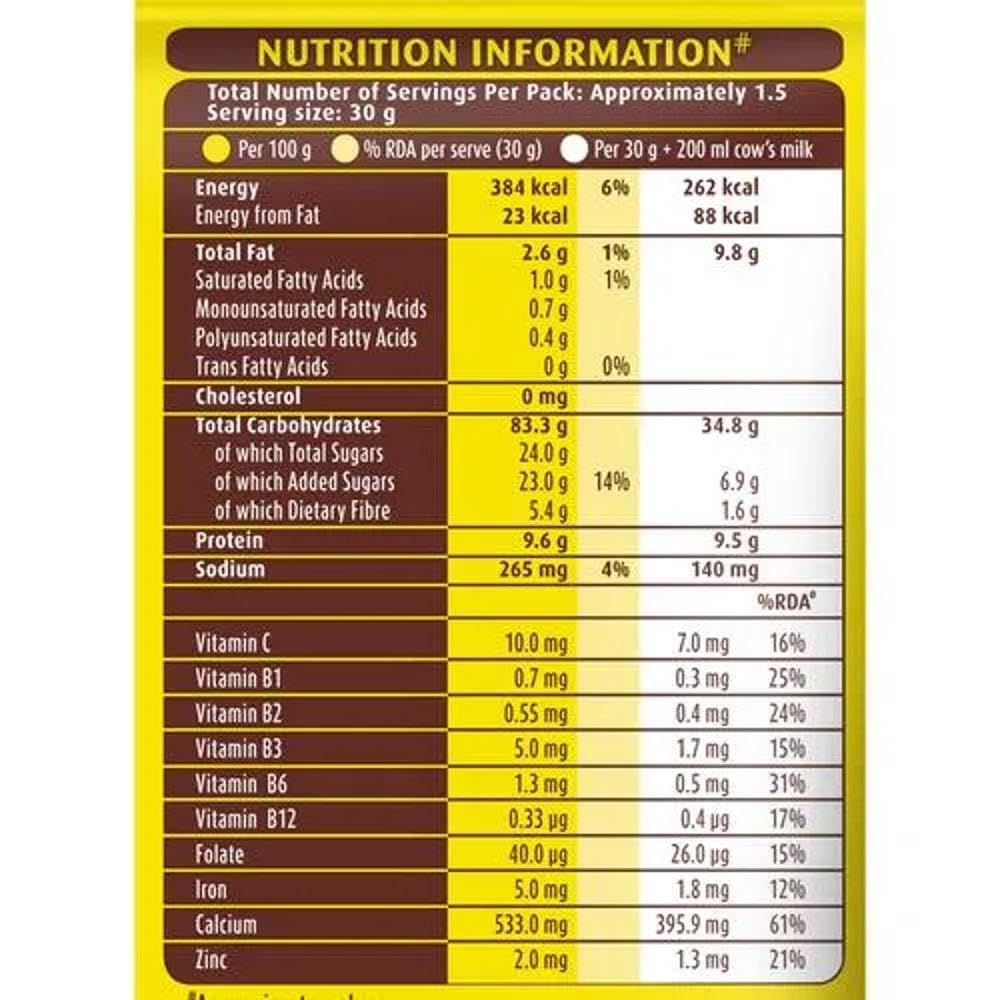 NUTRITION INFORMATION#
Total Number of Servings Per Pack: Approximately 1.5
Serving size: 30 g
Per 100 g % RDA per serve (30 g) Per 30 g + 200 ml cow's milk
Energy 384 kcal 6% 262 kcal
Energy from Fat 23 kcal 88 kcal
Total Fat 2.6 g 1% 9.8 g
Saturated Fatty Acids 1.0 g 1%
Monounsaturated Fatty Acids 0.7 g
Polyunsaturated Fatty Acids 0.4 g
Trans Fatty Acids 0 g 0%
Cholesterol 0 mg
Total Carbohydrates 83.3 g 34.8 g
of which Total Sugars 24.0 g
of which Added Sugars 23.0 g 14% 6.9 g
of which Dietary Fibre 5.4 g 1.6 g
Protein 9.6 g 9.5 g
Sodium 265 mg 4% 140 mg
%RDA
Vitamin C 10.0 mg 7.0 mg 16%
Vitamin B1 0.7 mg 0.3 mg 25%
Vitamin B2 0.55 mg 0.4 mg 24%
Vitamin B3 5.0 mg 1.7 mg 15%
Vitamin B6 1.3 mg 0.5 mg 31%
Vitamin B12 0.33 µg 0.4 µg 17%
Folate 40.0 µg 26.0 µg 15%
Iron 5.0 mg 1.8 mg 12%
Calcium 533.0 mg 395.9 mg 61%
Zinc 2.0 mg 1.3 mg 21%